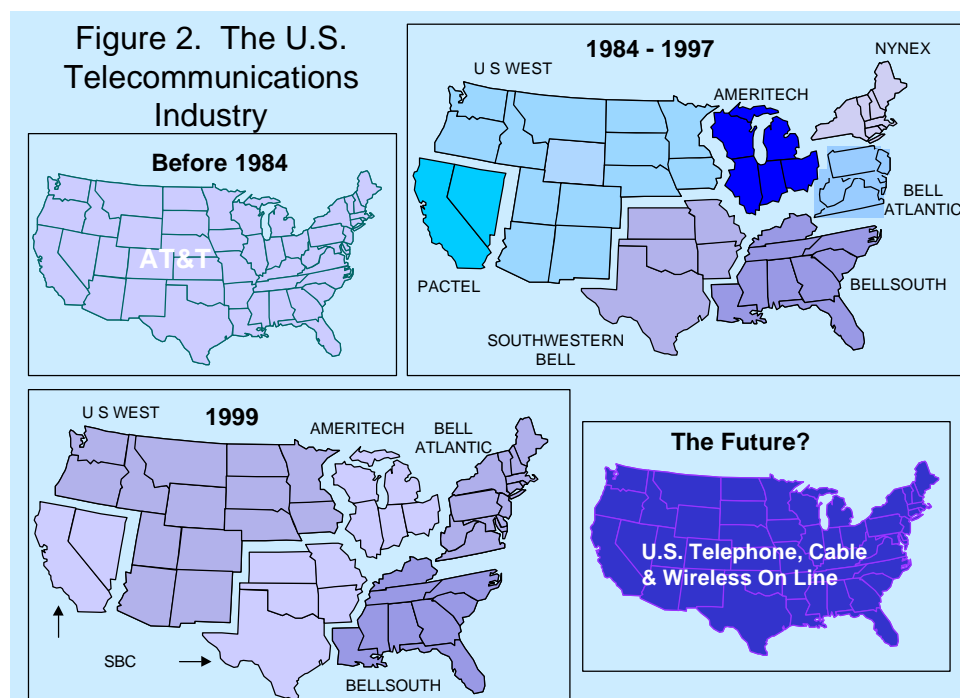 Figure 2.  The U.S.
Telecommunications
Industry
Before 1984
AT&T
1984 - 1997
NYNEX
U S WEST
AMERITECH
BELL
ATLANTIC
PACTEL
BELLSOUTH
SOUTHWESTERN
BELL
1999
U S WEST
AMERITECH
BELL
ATLANTIC
SBC
BELLSOUTH
The Future?
U.S. Telephone, Cable
& Wireless On Line